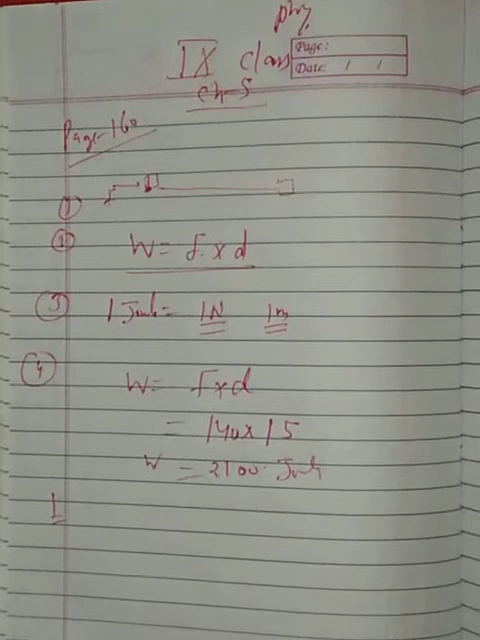 phy
IX class
Page:
Date: / /
Ch-5
Page-160
①
② W = f x d
③ 1 Joule = 1N 1m
④ W = f x d
= 140 x 15
W = 2100 Joule
1